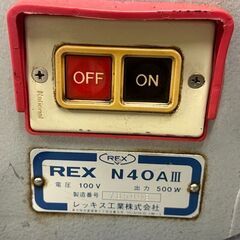 OFF ON
National
REX
REX N40AⅢ
電圧 100V 出力 500W
製造番号
レッキス工業株式会社